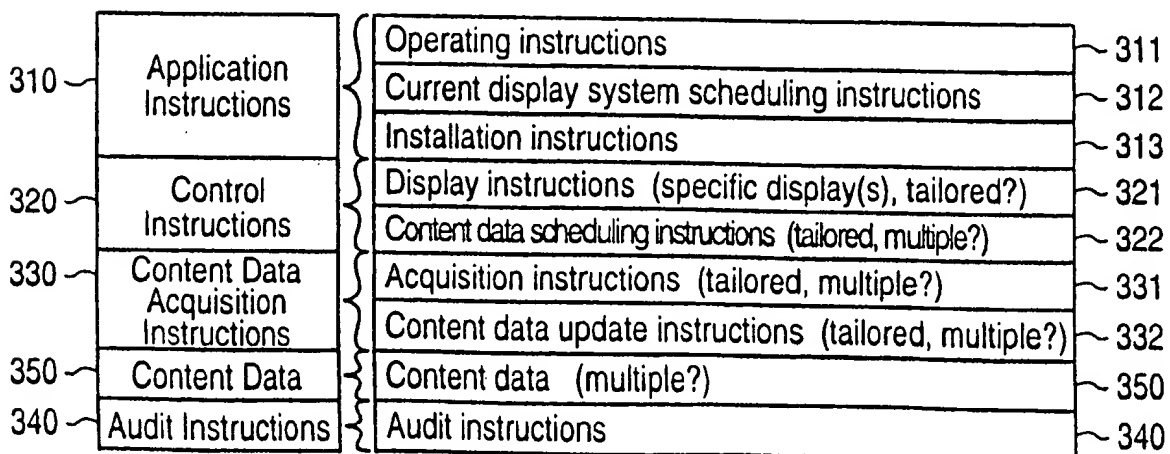 310
Application
Instructions
Operating instructions
311
Current display system scheduling instructions
312
Installation instructions
313
320
Control
Instructions
Display instructions (specific display(s), tailored?)
321
Content data scheduling instructions (tailored, multiple?)
322
330
Content Data
Acquisition
Instructions
Acquisition instructions (tailored, multiple?)
331
Content data update instructions (tailored, multiple?)
332
350
Content Data
Content data (multiple?)
350
340
Audit Instructions
Audit instructions
340